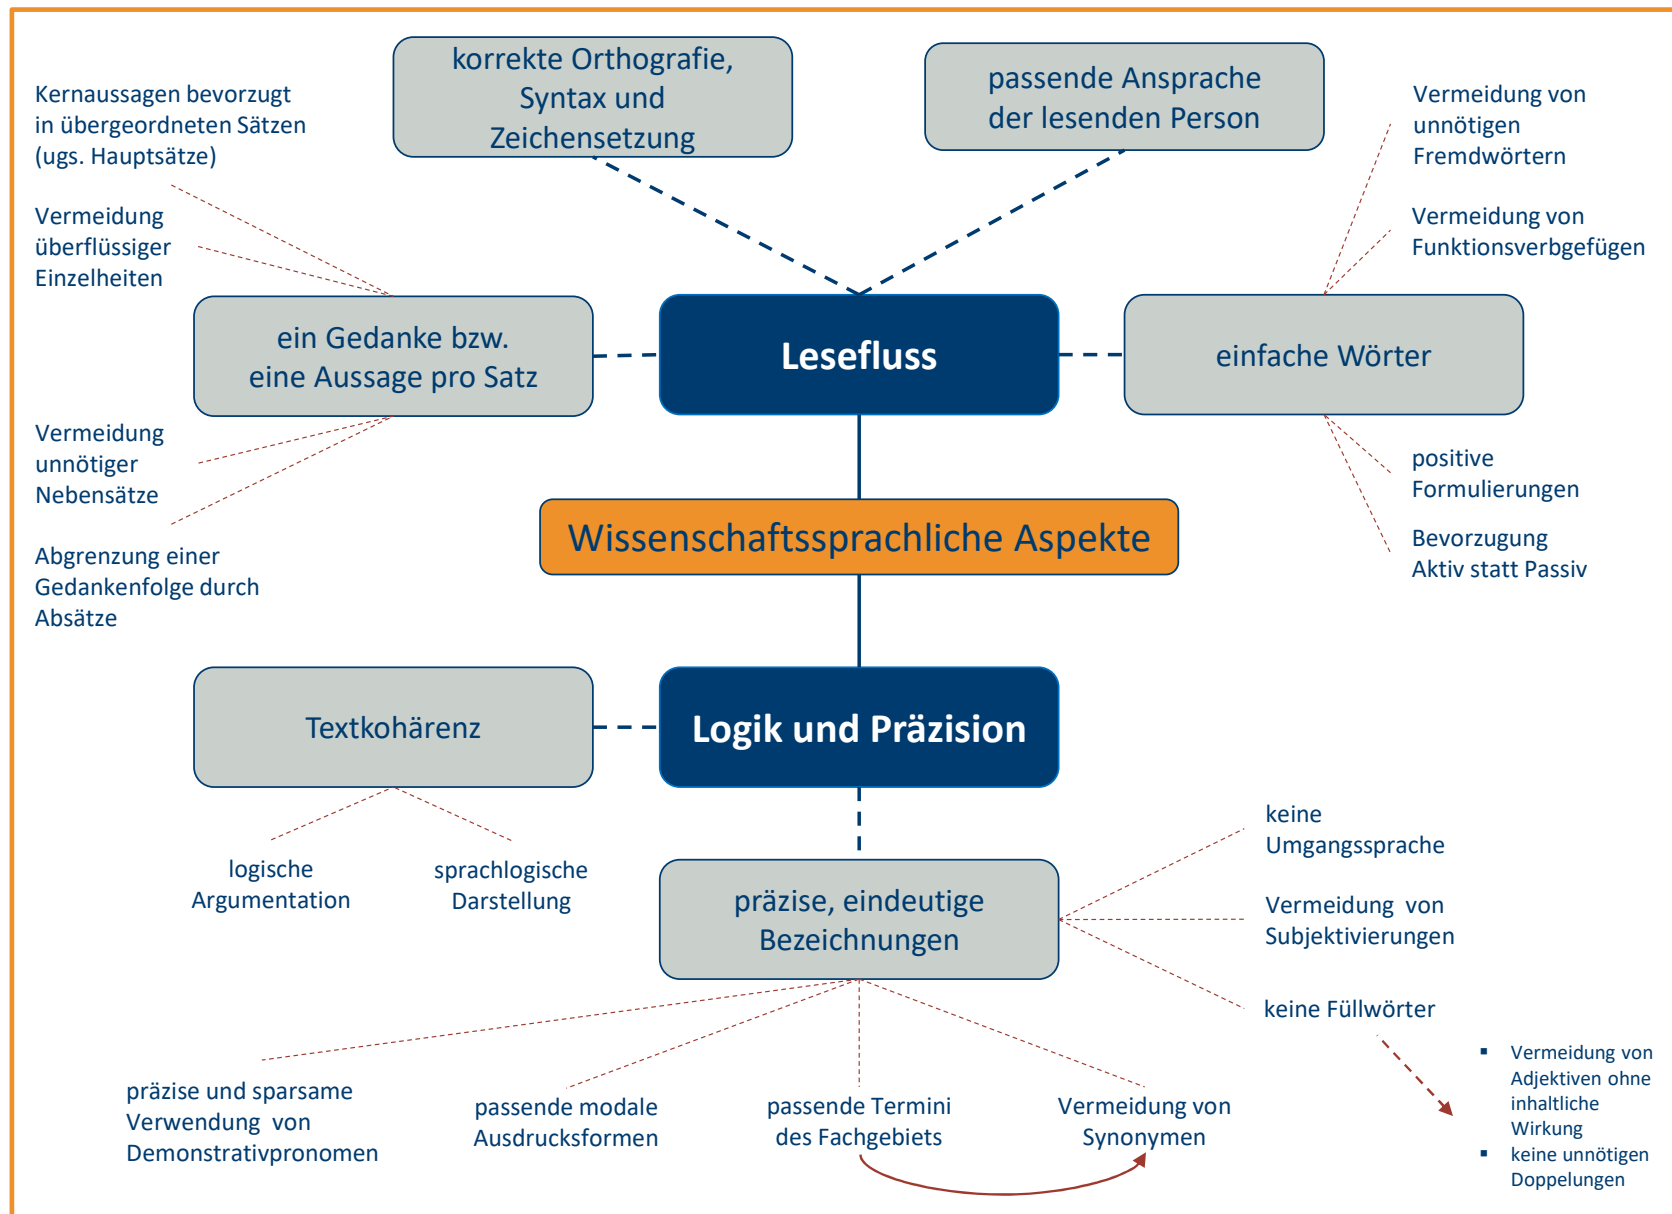 korrekte Orthografie,
Syntax und
Zeichensetzung
passende Ansprache
der lesenden Person
Kernaussagen bevorzugt
in übergeordneten Sätzen
(ugs. Hauptsätze)
Vermeidung
überflüssiger
Einzelheiten
Vermeidung von
unnötigen
Fremdwörtern
Vermeidung von
Funktionsverbgefügen
ein Gedanke bzw.
eine Aussage pro Satz
Lesefluss
einfache Wörter
Vermeidung
unnötiger
Nebensätze
Abgrenzung einer
Gedankenfolge durch
Absätze
positive
Formulierungen
Bevorzugung
Aktiv statt Passiv
Wissenschaftssprachliche Aspekte
Textkohärenz
Logik und Präzision
logische
Argumentation
sprachlogische
Darstellung
präzise, eindeutige
Bezeichnungen
keine
Umgangssprache
Vermeidung von
Subjektivierungen
keine Füllwörter
▪ Vermeidung von
Adjektiven ohne
inhaltliche
Wirkung
▪ keine unnötigen
Doppelungen
präzise und sparsame
Verwendung von
Demonstrativpronomen
passende modale
Ausdrucksformen
passende Termini
des Fachgebiets
Vermeidung von
Synonymen